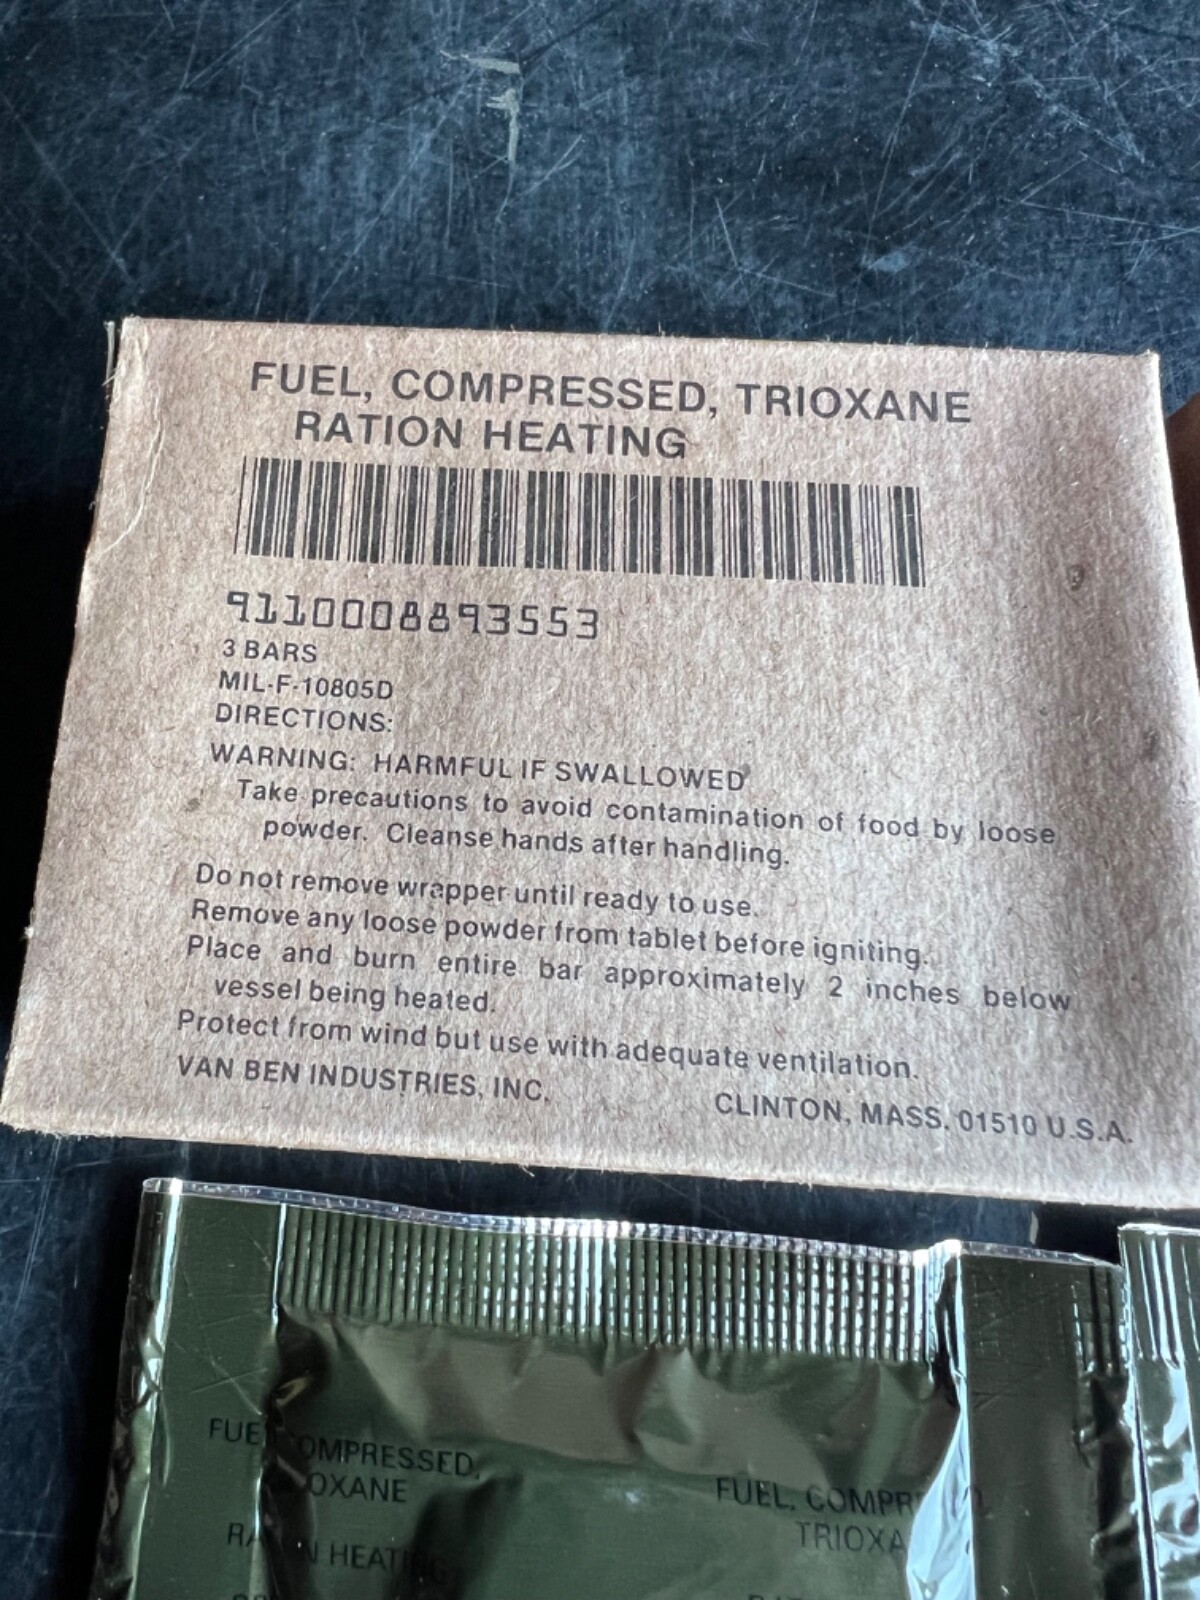 FUEL, COMPRESSED, TRIOXANE
RATION HEATING
9110008893553
3 BARS
MIL-F-10805D
DIRECTIONS:
WARNING: HARMFUL IF SWALLOWED
Take precautions to avoid contamination of food by loose
powder. Cleanse hands after handling.
Do not remove wrapper until ready to use.
Remove any loose powder from tablet before igniting.
Place and burn entire bar approximately 2 inches below
vessel being heated.
Protect from wind but use with adequate ventilation.
VAN BEN INDUSTRIES, INC.
CLINTON, MASS. 01510 U.S.A.
FUE OMPRESSED,
OXANE
RA N HEATING
FUEL, COMPR
TRIOXA